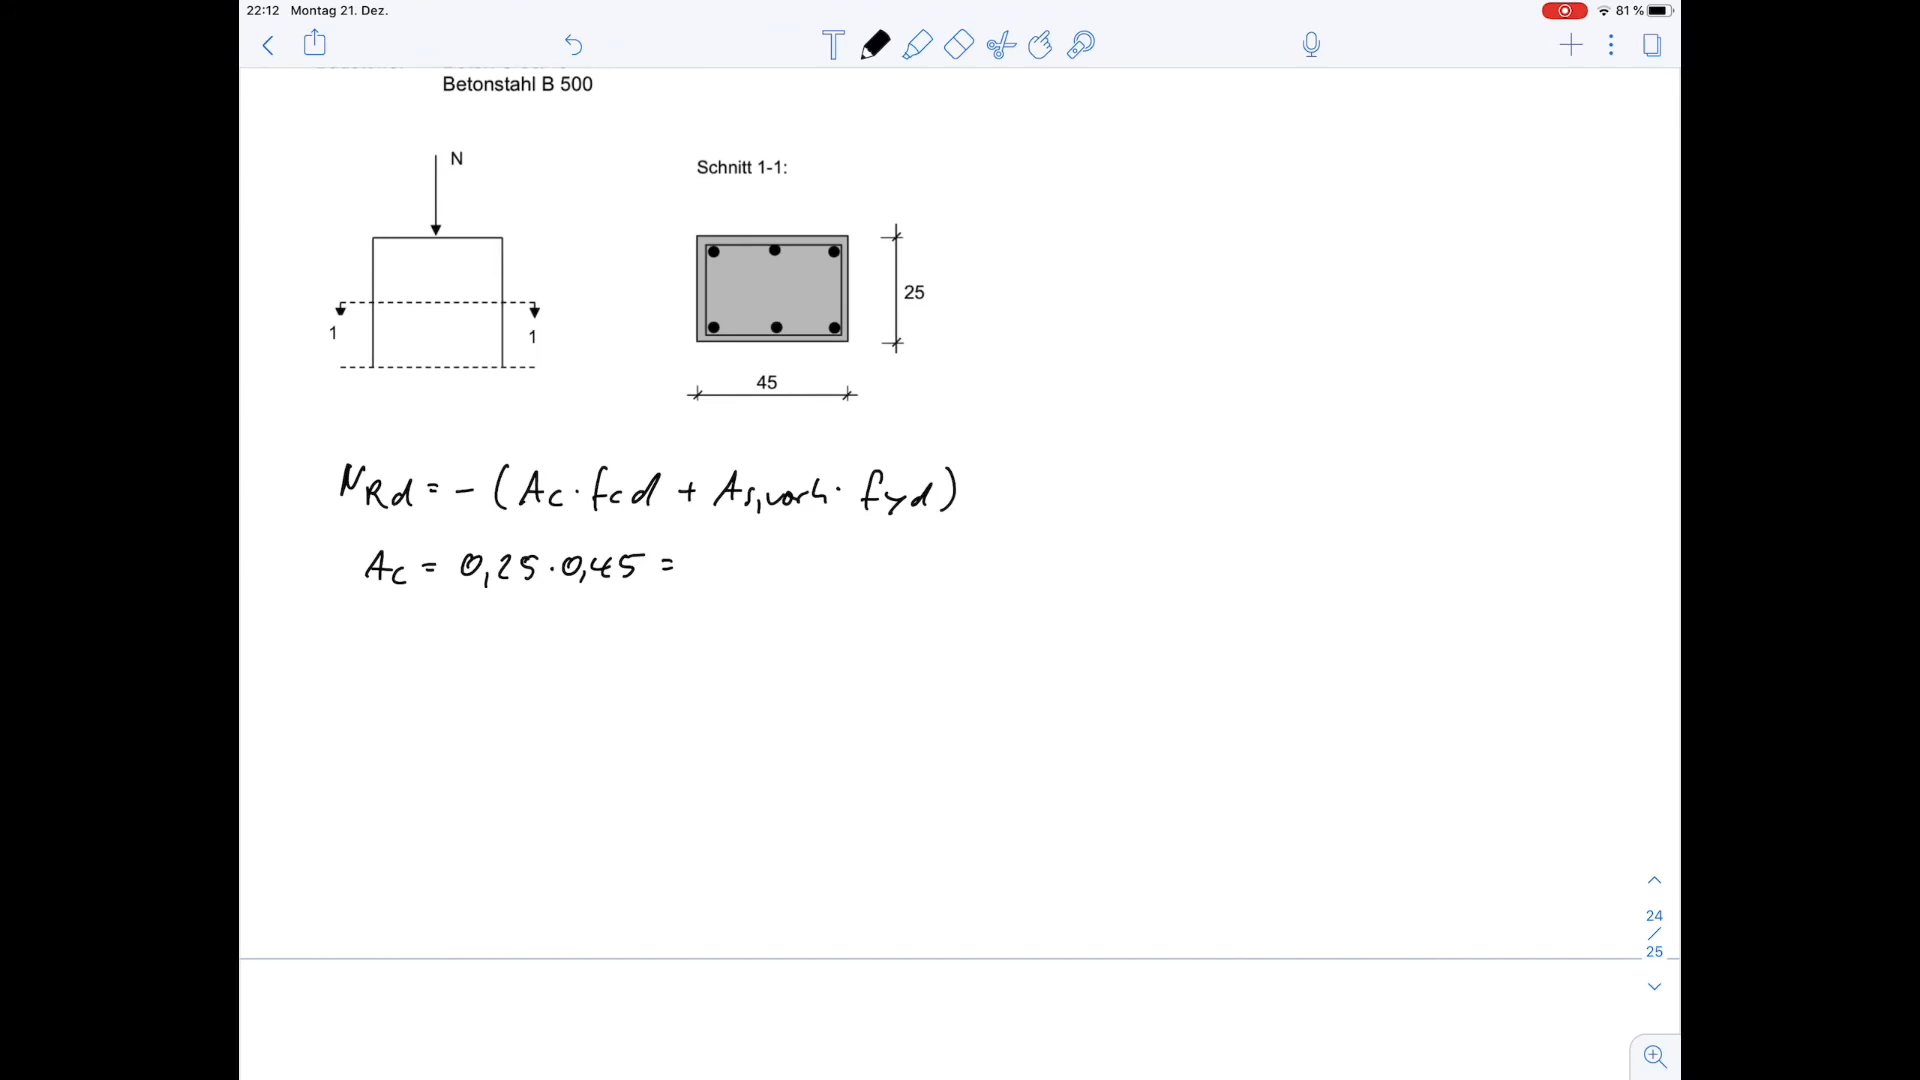 22:12 Montag 21. Dez. 81 %
Betonstahl B 500
N
Schnitt 1-1:
25
1 1
45
N_Rd = - (A_c · f_cd + A_s,vorh · f_yd)
A_c = 0,25 · 0,45 =
24
25